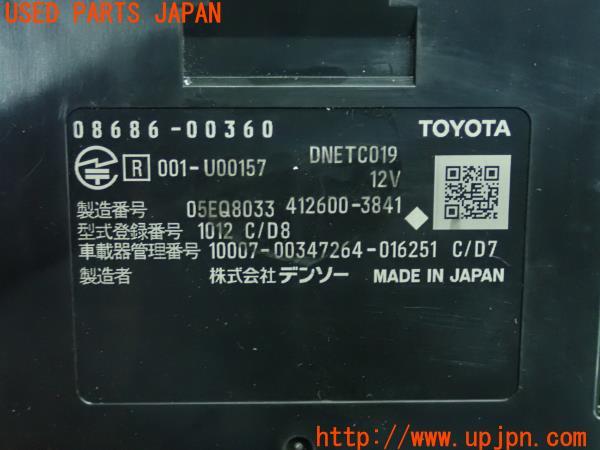 USED PARTS JAPAN
08686-00360 TOYOTA
R 001-U00157 DNETC019
12V
製造番号 05EQ8033 412600-3841
型式登録番号 1012 C/D8
車載器管理番号 10007-00347264-016251 C/D7
製造者 株式会社デンソー MADE IN JAPAN
http://www.upjpn.com